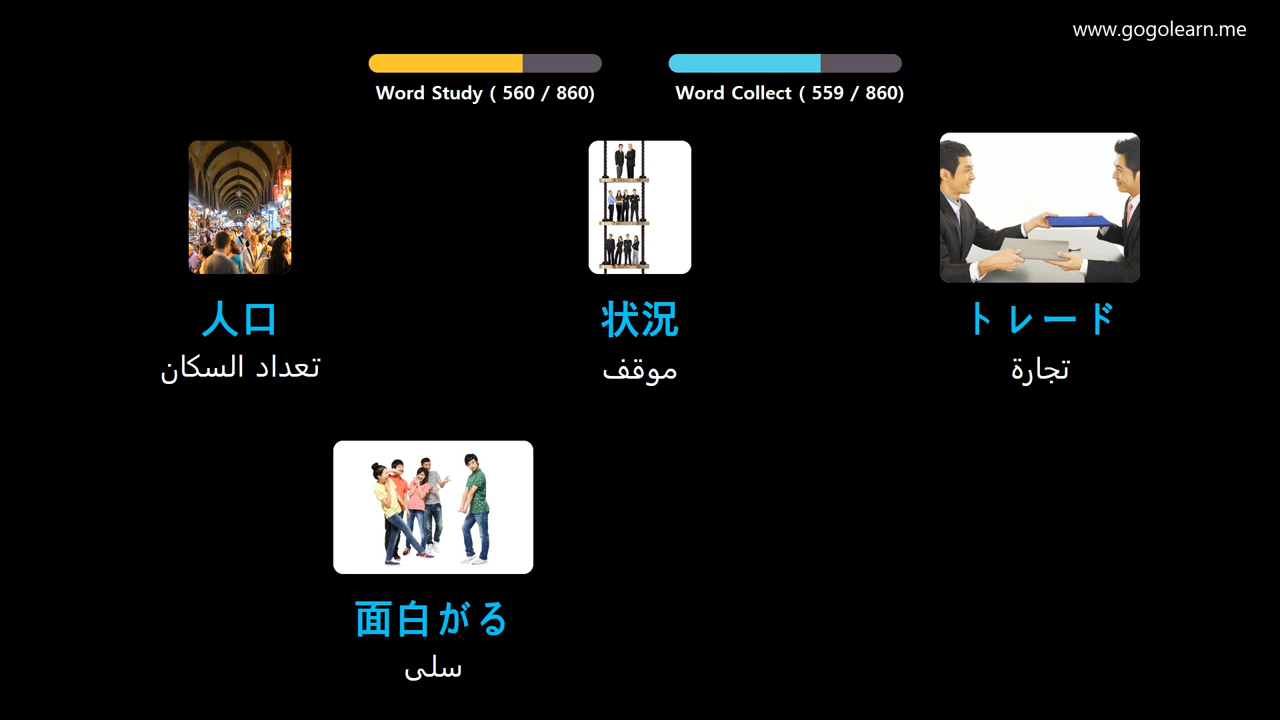 www.gogolearn.me
Word Study ( 560 / 860)
Word Collect ( 559 / 860)
人口
تعداد السكان
状況
موقف
トレード
تجارة
面白がる
سلى